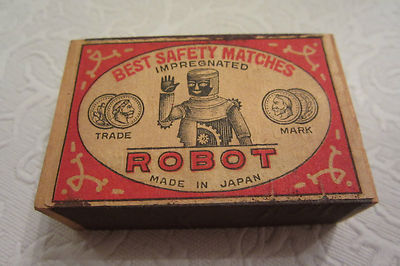 BEST SAFETY MATCHES
IMPREGNATED
TRADE MARK
ROBOT
MADE IN JAPAN